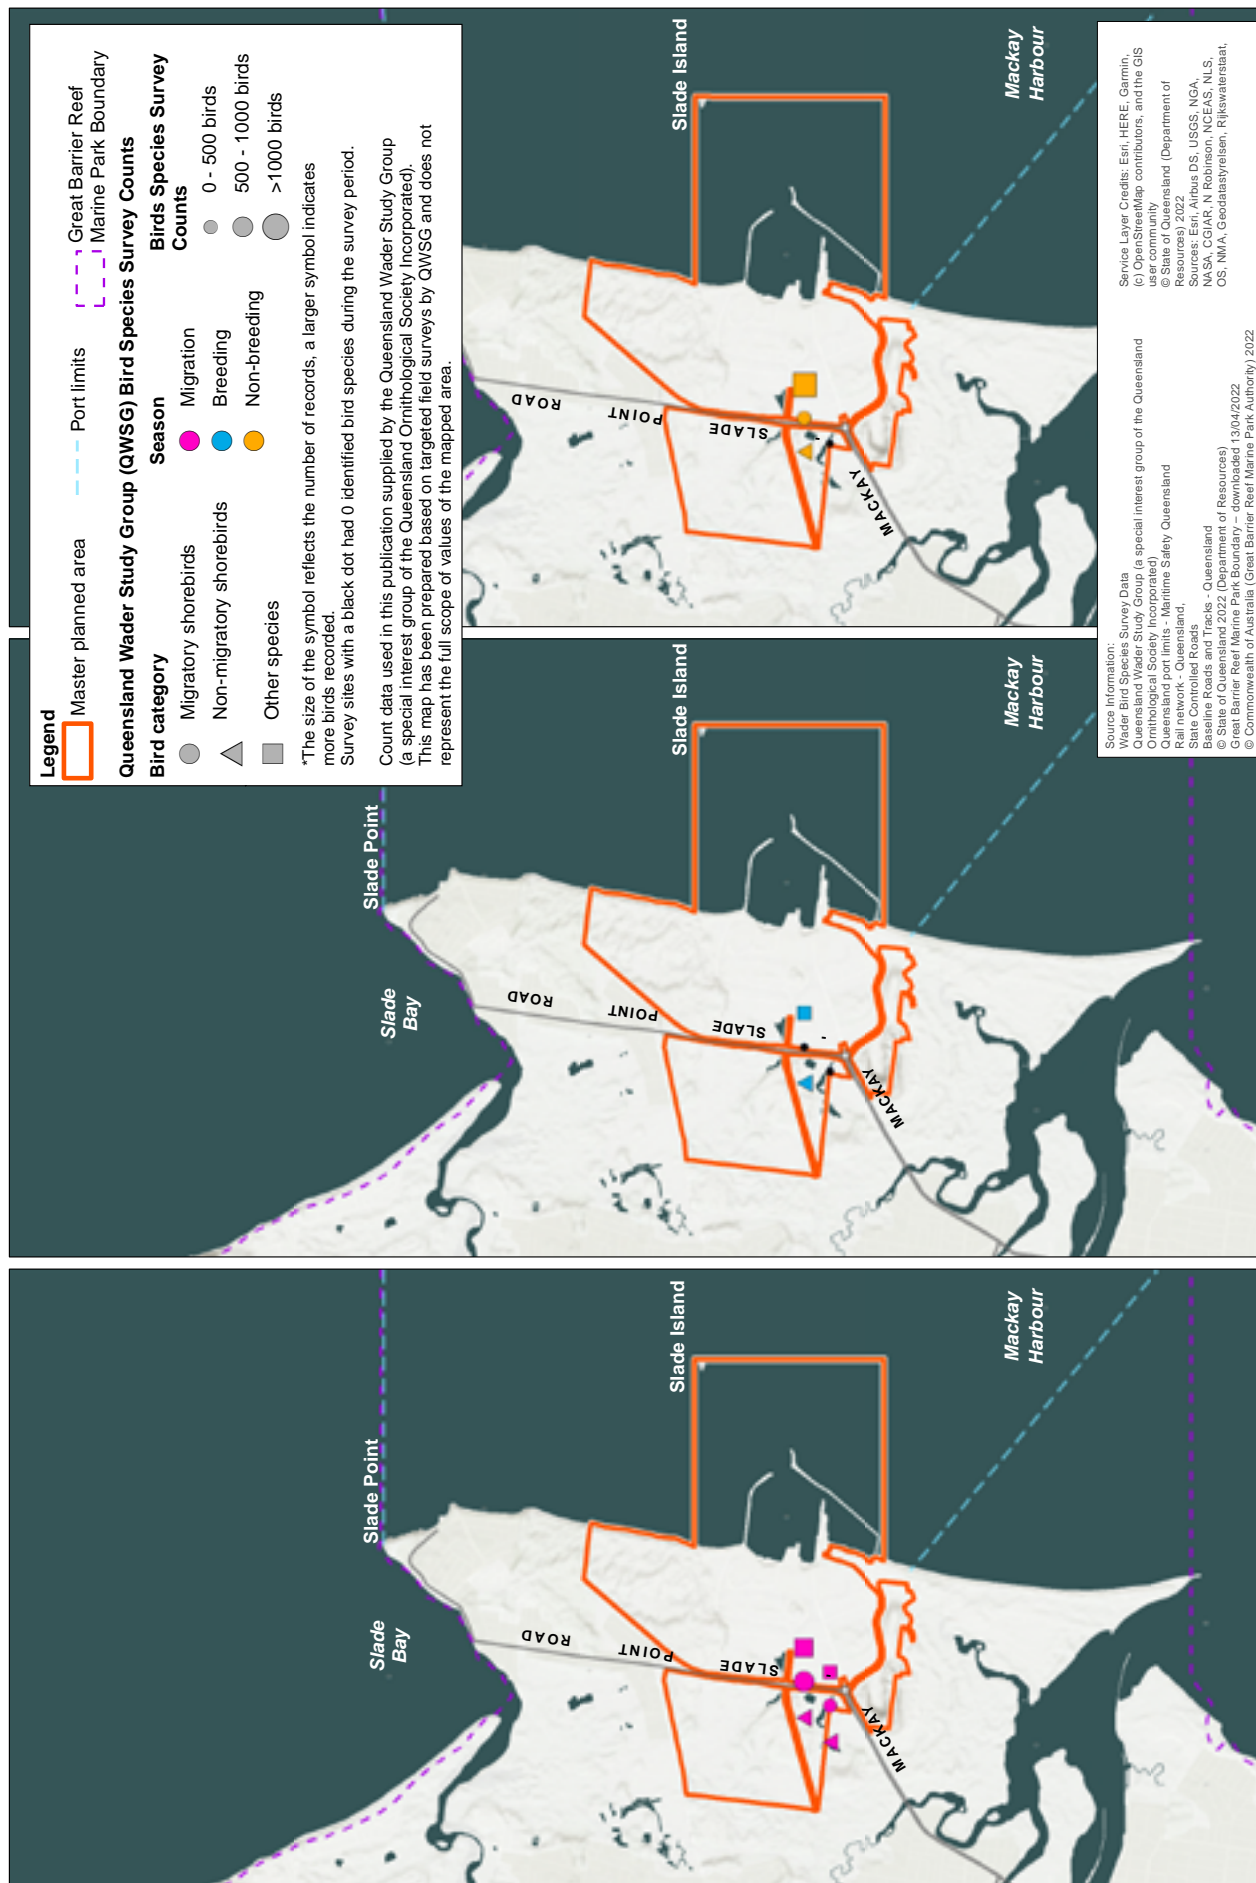 Slade Bay
Slade Point
Slade Island
Mackay
Harbour
SLADE POINT ROAD
MACKAY
Slade
Bay
Slade Point
Slade Island
Mackay
Harbour
SLADE POINT ROAD
MACKAY
Slade Island
Mackay
Harbour
SLADE POINT ROAD
MACKAY
Legend
Master planned area
Port limits
Great Barrier Reef
Marine Park Boundary
Queensland Wader Study Group (QWSG) Bird Species Survey Counts
Bird category
Migratory shorebirds
Non-migratory shorebirds
Other species
Season
Migration
Breeding
Non-breeding
Birds Species Survey
Counts
0 - 500 birds
500 - 1000 birds
>1000 birds
*The size of the symbol reflects the number of records, a larger symbol indicates
more birds recorded.
Survey sites with a black dot had 0 identified bird species during the survey period.
Count data used in this publication supplied by the Queensland Wader Study Group
(a special interest group of the Queensland Ornithological Society Incorporated).
This map has been prepared based on targeted field surveys by QWSG and does not
represent the full scope of values of the mapped area.
Source Information:
Wader Bird Species Survey Data
Queensland Wader Study Group (a special interest group of the Queensland
Ornithological Society Incorporated)
Queensland port limits - Maritime Safety Queensland
Rail network - Queensland,
State Controlled Roads
Baseline Roads and Tracks - Queensland
© State of Queensland 2022 (Department of Resources)
Great Barrier Reef Marine Park Boundary – downloaded 13/04/2022
© Commonwealth of Australia (Great Barrier Reef Marine Park Authority) 2022
Service Layer Credits: Esri, HERE, Garmin,
(c) OpenStreetMap contributors, and the GIS
user community
© State of Queensland (Department of
Resources) 2022
Sources: Esri, Airbus DS, USGS, NGA,
NASA, CGIAR, N Robinson, NCEAS, NLS,
OS, NMA, Geodatastyrelsen, Rijkswaterstaat,